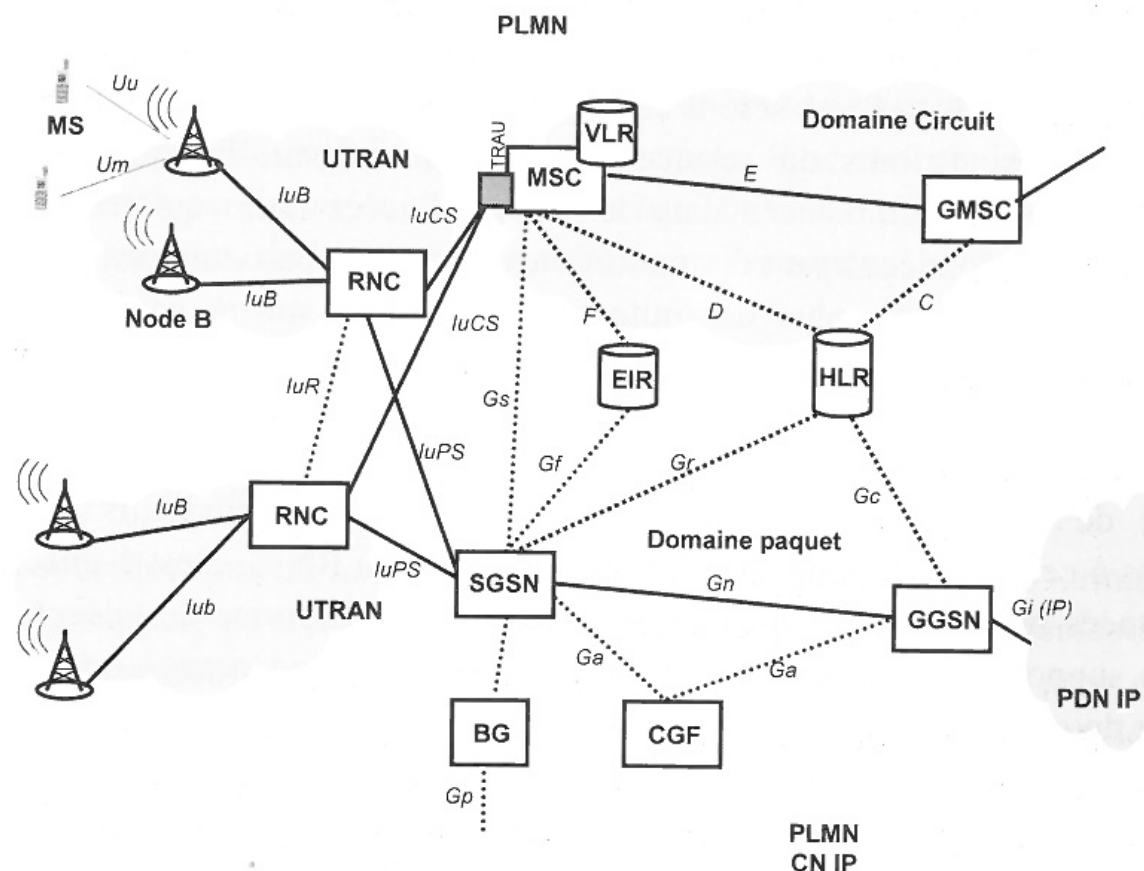 PLMN
Uu
MS
Um
UTRAN
TRAU
VLR
MSC
Domaine Circuit
E
GMSC
IuB
IuCS
RNC
IuB
Node B
IuCS
F
D
C
IuR
EIR
HLR
Gs
IuPS
Gf
Gr
Gc
IuB
RNC
Domaine paquet
IuPS
SGSN
Gn
GGSN
Gi (IP)
Iub
UTRAN
Ga
Ga
PDN IP
BG
CGF
Gp
PLMN
CN IP